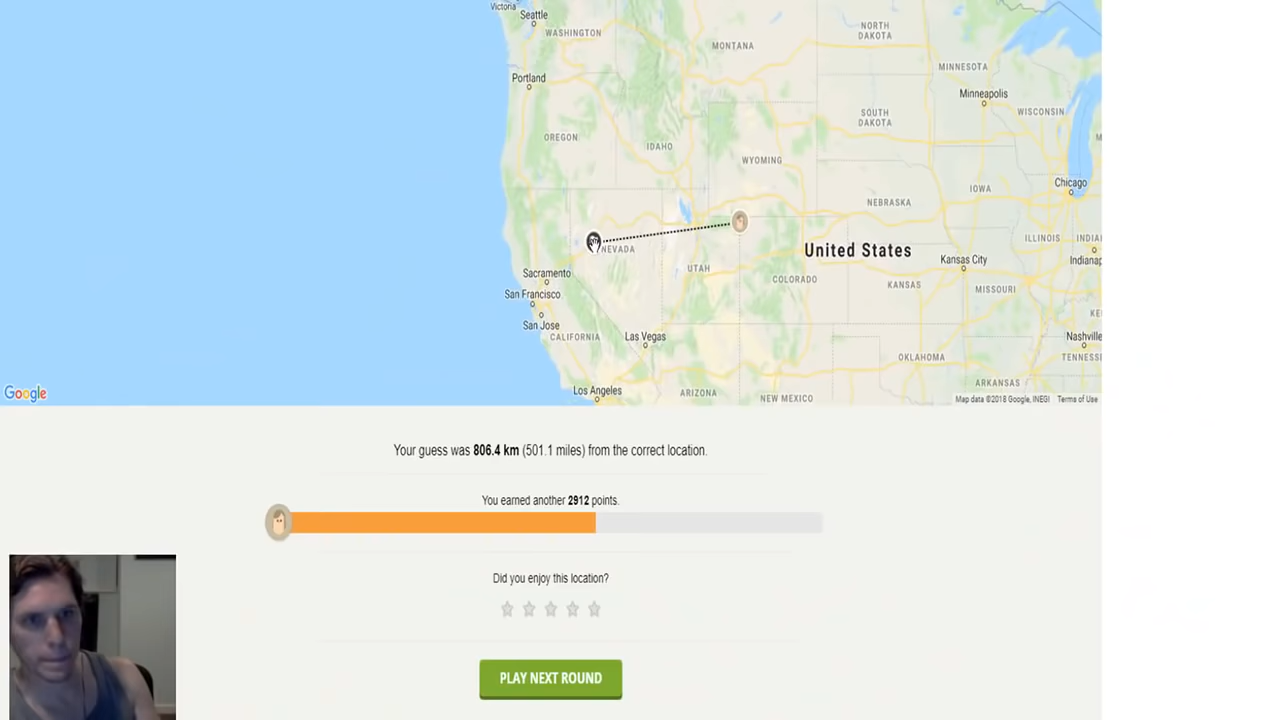 Victoria
Seattle
WASHINGTON
NORTH
DAKOTA
MONTANA
MINNESOTA
Portland
Minneapolis
SOUTH
DAKOTA
WISCONSIN
M
OREGON
IDAHO
WYOMING
Chicago
IOWA
NEBRASKA
NEVADA
United States
ILLINOIS
INDIANA
Indianap
Kansas City
UTAH
Sacramento
COLORADO
KANSAS
MISSOURI
San Francisco
KE
San Jose
CALIFORNIA
Las Vegas
Nashville
OKLAHOMA
TENNESS
Los Angeles
ARIZONA
NEW MEXICO
ARKANSAS
Google
Map data ©2018 Google, INEGI Terms of Use
Your guess was 806.4 km (501.1 miles) from the correct location.
You earned another 2912 points.
Did you enjoy this location?
PLAY NEXT ROUND